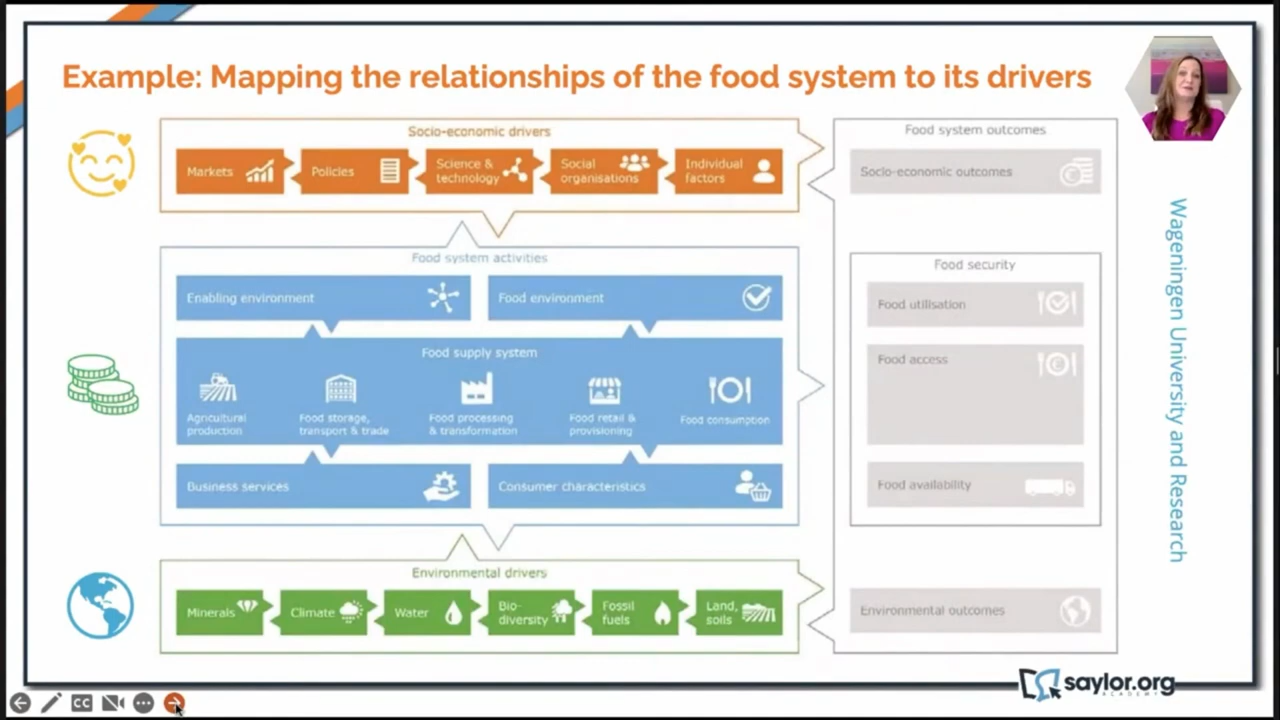 Example: Mapping the relationships of the food system to its drivers
Socio-economic drivers
Markets
Policies
Science &
technology
Social
organisations
Individual
factors
Food system activities
Enabling environment
Food environment
Food supply system
Agricultural
production
Food storage,
transport & trade
Food processing
& transformation
Food retail &
provisioning
Food consumption
Business services
Consumer characteristics
Environmental drivers
Minerals
Climate
Water
Bio-
diversity
Fossil
fuels
Land,
soils
Food system outcomes
Socio-economic outcomes
Food security
Food utilisation
Food access
Food availability
Environmental outcomes
Wageningen University and Research
saylor.org
ACADEMY
CC